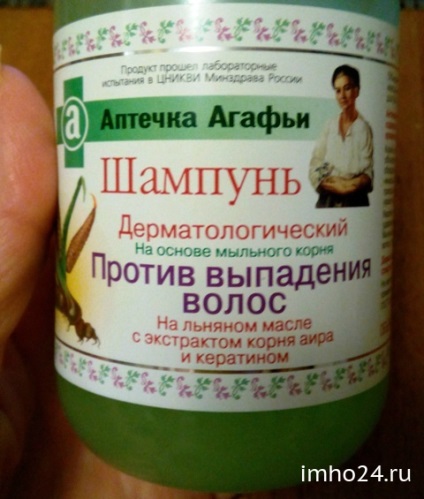 Продукт прошел лабораторные
испытания в ЦНИКВИ Минздрава России
а Аптечка Агафьи
Шампунь
Дерматологический
На основе мыльного корня
Против выпадения
волос
На льняном масле
с экстрактом корня аира
и кератином
imho24.ru